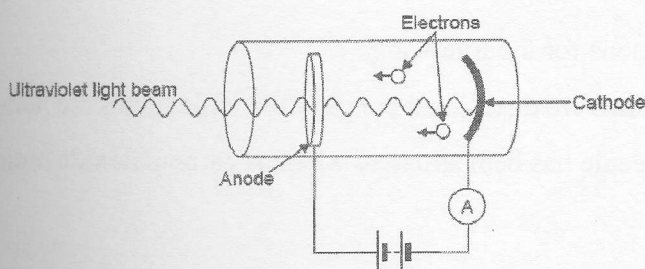 Electrons
Ultraviolet light beam
Cathode
Anode
A